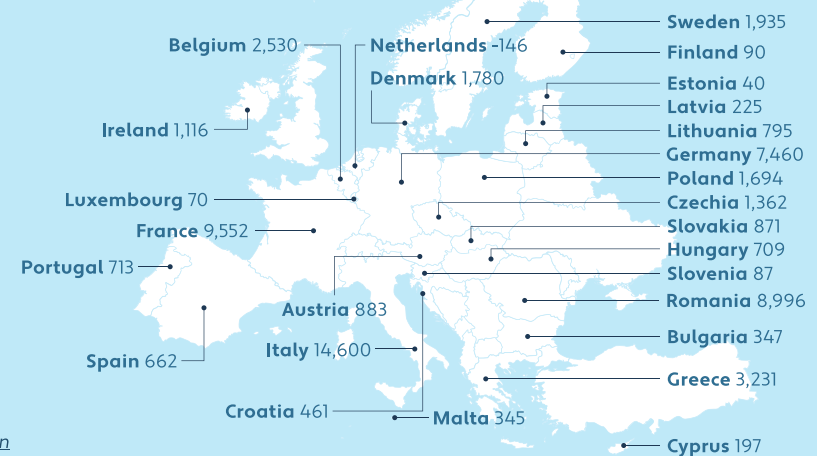 Sweden 1,935
Belgium 2,530
Netherlands -146
Finland 90
Denmark 1,780
Estonia 40
Latvia 225
Ireland 1,116
Lithuania 795
Germany 7,460
Poland 1,694
Luxembourg 70
Czechia 1,362
France 9,552
Slovakia 871
Hungary 709
Portugal 713
Slovenia 87
Romania 8,996
Austria 883
Bulgaria 347
Italy 14,600
Spain 662
Greece 3,231
Croatia 461
Malta 345
n
Cyprus 197